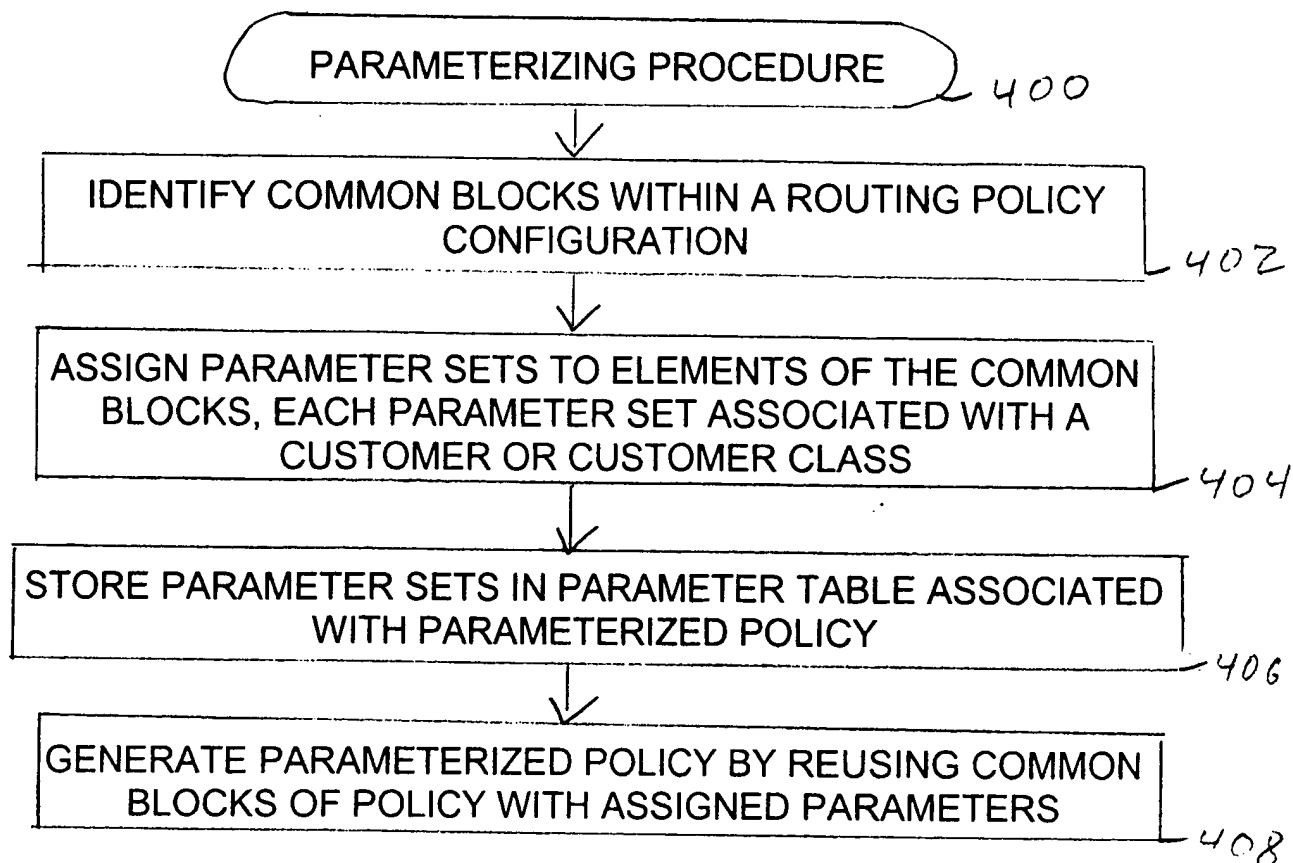 PARAMETERIZING PROCEDURE
400
IDENTIFY COMMON BLOCKS WITHIN A ROUTING POLICY
CONFIGURATION
402
ASSIGN PARAMETER SETS TO ELEMENTS OF THE COMMON
BLOCKS, EACH PARAMETER SET ASSOCIATED WITH A
CUSTOMER OR CUSTOMER CLASS
404
STORE PARAMETER SETS IN PARAMETER TABLE ASSOCIATED
WITH PARAMETERIZED POLICY
406
GENERATE PARAMETERIZED POLICY BY REUSING COMMON
BLOCKS OF POLICY WITH ASSIGNED PARAMETERS
408